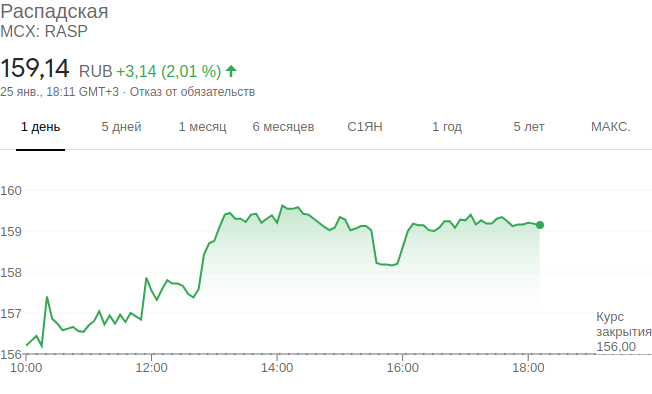 Распадская
MCX: RASP
159,14 RUB +3,14 (2,01 %)
25 янв., 18:11 GMT+3 · Отказ от обязательств
1 день 5 дней 1 месяц 6 месяцев С1ЯН 1 год 5 лет МАКС.
160
159
158
157
156
Курс
закрытия
156,00
10:00 12:00 14:00 16:00 18:00